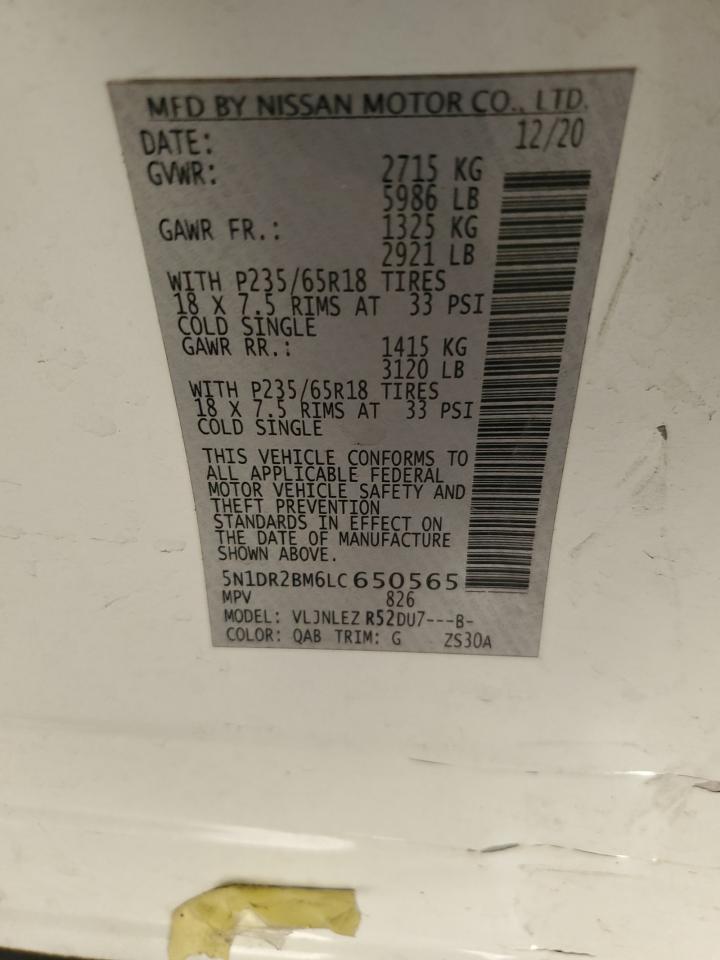 MFD BY NISSAN MOTOR CO., LTD.
DATE: 12/20
GVWR: 2715 KG
5986 LB
GAWR FR.: 1325 KG
2921 LB
WITH P235/65R18 TIRES
18 X 7.5 RIMS AT 33 PSI
COLD SINGLE
GAWR RR.: 1415 KG
3120 LB
WITH P235/65R18 TIRES
18 X 7.5 RIMS AT 33 PSI
COLD SINGLE
THIS VEHICLE CONFORMS TO
ALL APPLICABLE FEDERAL
MOTOR VEHICLE SAFETY AND
THEFT PREVENTION
STANDARDS IN EFFECT ON
THE DATE OF MANUFACTURE
SHOWN ABOVE.
5N1DR2BM6LC650565
MPV 826
MODEL: VLJNLEZ R52DU7---B-
COLOR: QAB TRIM: G ZS30A